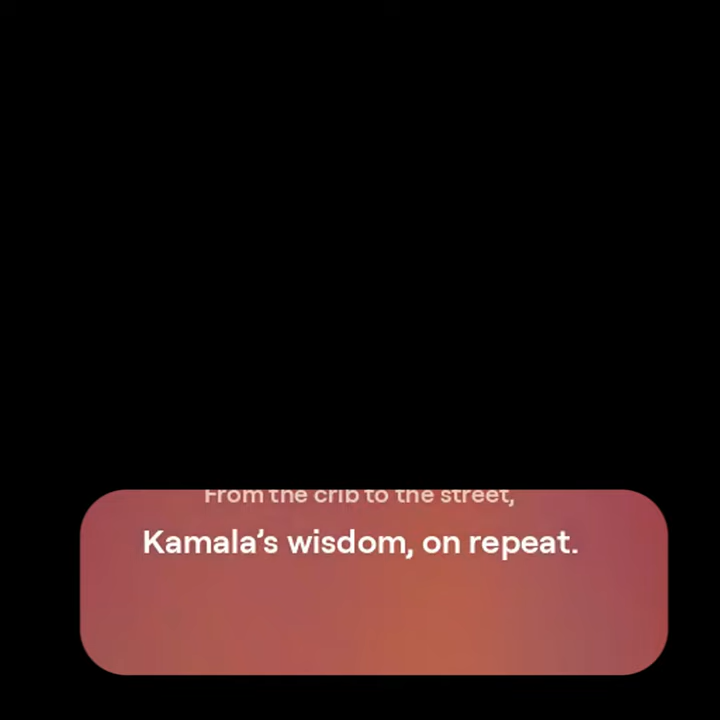 From the crib to the street,
Kamala’s wisdom, on repeat.